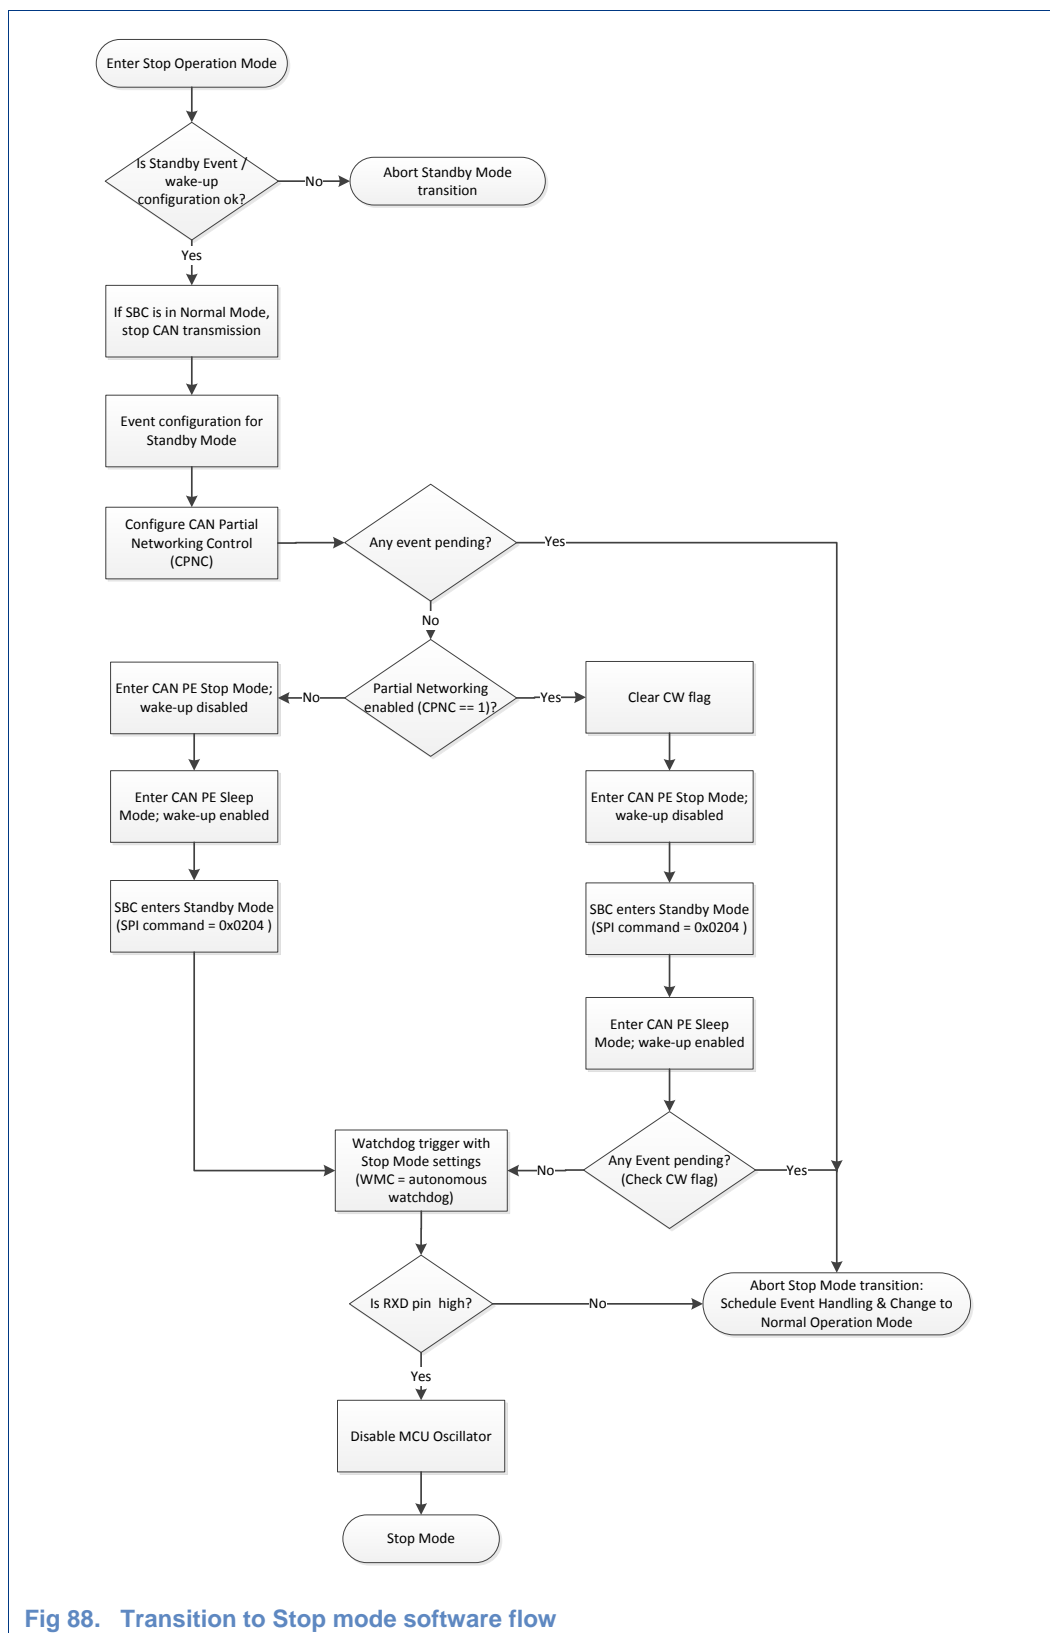 Enter Stop Operation Mode
Is Standby Event /
wake-up
configuration ok?
No
Abort Standby Mode
transition
Yes
If SBC is in Normal Mode,
stop CAN transmission
Event configuration for
Standby Mode
Configure CAN Partial
Networking Control
(CPNC)
Any event pending?
Yes
No
Enter CAN PE Stop Mode;
wake-up disabled
No
Partial Networking
enabled (CPNC == 1)?
Yes
Clear CW flag
Enter CAN PE Sleep
Mode; wake-up enabled
Enter CAN PE Stop Mode;
wake-up disabled
SBC enters Standby Mode
(SPI command = 0x0204 )
SBC enters Standby Mode
(SPI command = 0x0204 )
Enter CAN PE Sleep
Mode; wake-up enabled
Watchdog trigger with
Stop Mode settings
(WMC = autonomous
watchdog)
No
Any Event pending?
(Check CW flag)
Yes
Is RXD pin  high?
No
Abort Stop Mode transition:
Schedule Event Handling & Change to
Normal Operation Mode
Yes
Disable MCU Oscillator
Stop Mode
Fig 88. Transition to Stop mode software flow